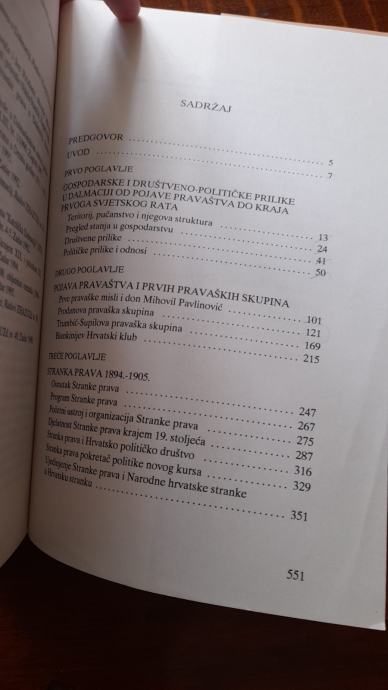 SADRŽAJ
PREDGOVOR 5
UVOD 7
PRVO POGLAVLJE
GOSPODARSKE I DRUŠTVENO-POLITIČKE PRILIKE
U DALMACIJI OD POJAVE PRAVAŠTVA DO KRAJA
PRVOGA SVJETSKOG RATA
Teritorij, pučanstvo i njegova struktura 13
Pregled stanja u gospodarstvu 24
Društvene prilike 41
Političke prilike i odnosi 50
DRUGO POGLAVLJE
POJAVA PRAVAŠTVA I PRVIH PRAVAŠKIH SKUPINA
Prve pravaške misli i don Mihovil Pavlinović 101
Prodanova pravaška skupina 121
Trumbić-Supilova pravaška skupina 169
Biankinijev Hrvatski klub 215
TREĆE POGLAVLJE
STRANKA PRAVA 1894.-1905.
Osnutak Stranke prava 247
Program Stranke prava 267
Početni ustroj i organizacija Stranke prava 275
Djelatnost Stranke prava krajem 19. stoljeća 287
Stranka prava i Hrvatsko političko društvo 316
Stranka prava pokretač politike novog kursa 329
Ujedinjenje Stranke prava i Narodne hrvatske stranke
u Hrvatsku stranku 351
551